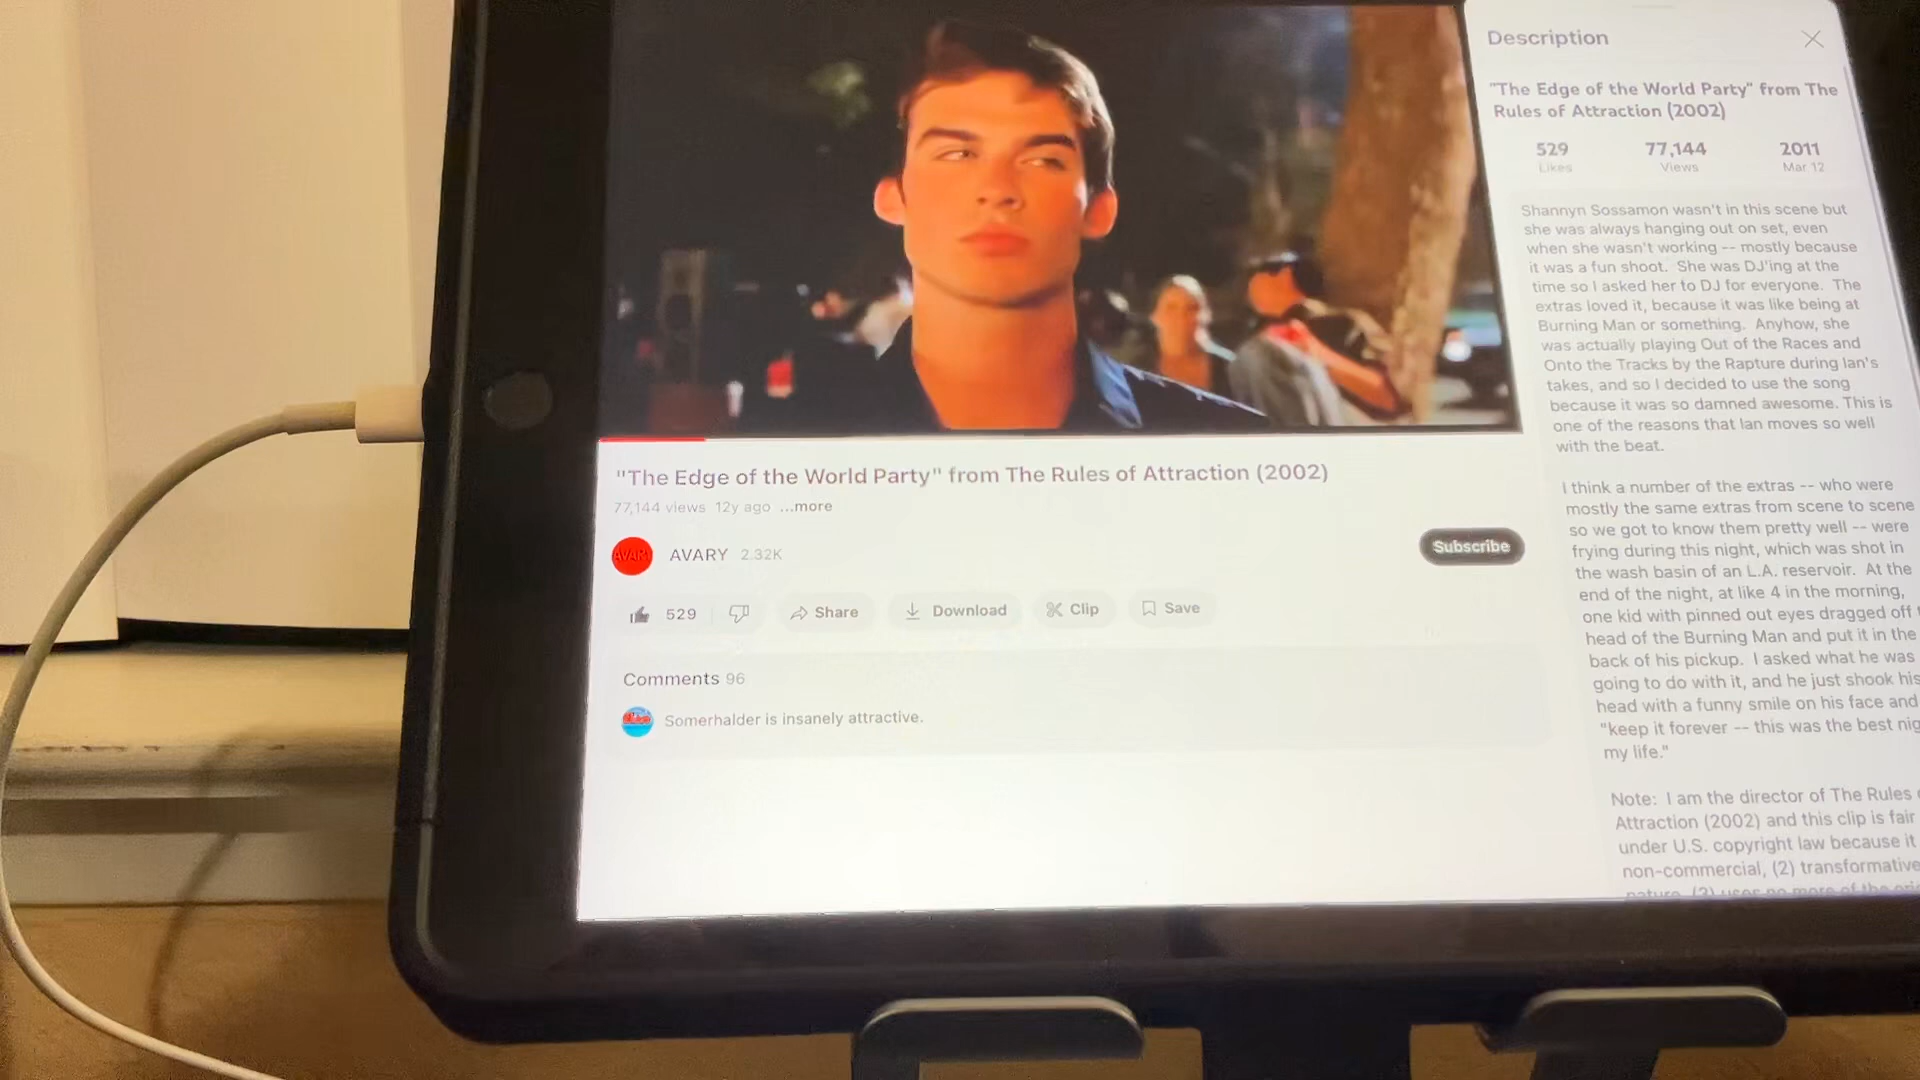 "The Edge of the World Party" from The Rules of Attraction (2002)
77,144 views 12y ago ...more
AVARY
AVARY 2.32K
Subscribe
529
Share
Download
Clip
Save
Comments 96
Somerhalder is insanely attractive.
Description
"The Edge of the World Party" from The
Rules of Attraction (2002)
529 77,144 2011
Likes Views Mar 12
Shannyn Sossamon wasn't in this scene but
she was always hanging out on set, even
when she wasn't working -- mostly because
it was a fun shoot. She was DJ'ing at the
time so I asked her to DJ for everyone. The
extras loved it, because it was like being at
Burning Man or something. Anyhow, she
was actually playing Out of the Races and
Onto the Tracks by the Rapture during Ian's
takes, and so I decided to use the song
because it was so damned awesome. This is
one of the reasons that Ian moves so well
with the beat.
I think a number of the extras -- who were
mostly the same extras from scene to scene
so we got to know them pretty well -- were
frying during this night, which was shot in
the wash basin of an L.A. reservoir. At the
end of the night, at like 4 in the morning,
one kid with pinned out eyes dragged off
head of the Burning Man and put it in the
back of his pickup. I asked what he was
going to do with it, and he just shook his
head with a funny smile on his face and
"keep it forever -- this was the best nig
my life."
Note: I am the director of The Rules
Attraction (2002) and this clip is fair
under U.S. copyright law because it
non-commercial, (2) transformative
nature, (3) uses no more of the